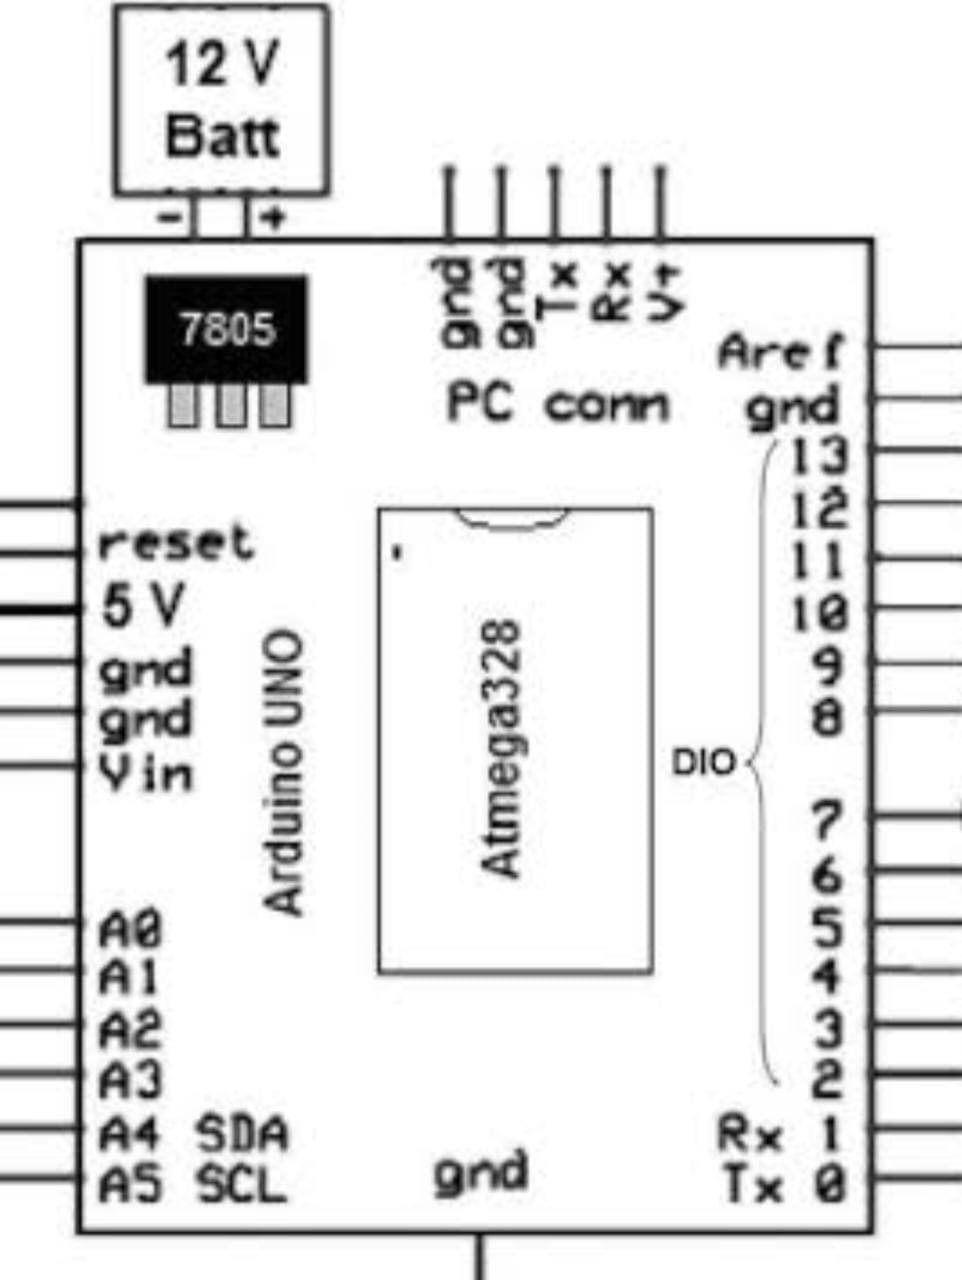 12 V
Batt
- +
7805
gnd
gnd
Tx
Rx
V+
PC conn
Aref
gnd
13
12
11
10
9
8
DIO
7
6
5
4
3
2
Rx 1
Tx 0
reset
5 V
gnd
gnd
Vin
Arduino UNO
Atmega328
A0
A1
A2
A3
A4 SDA
A5 SCL
gnd